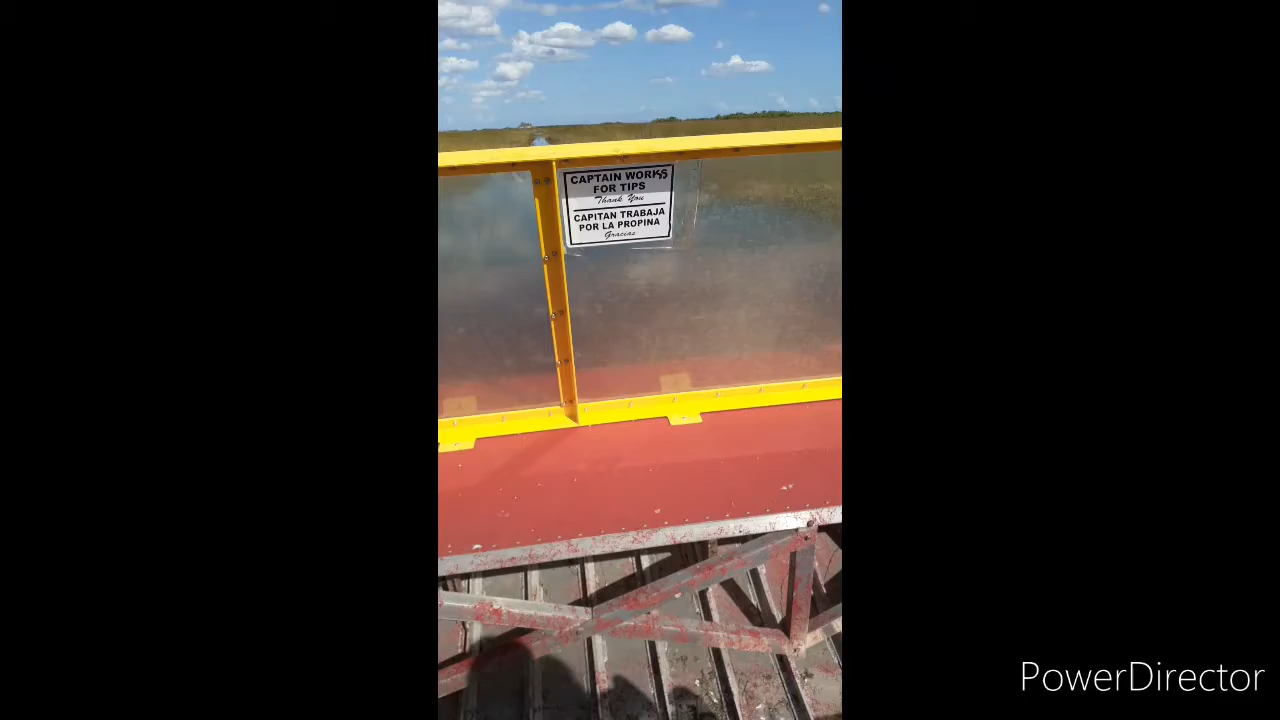 CAPTAIN WORKS
FOR TIPS
Thank You
CAPITAN TRABAJA
POR LA PROPINA
Gracias
PowerDirector